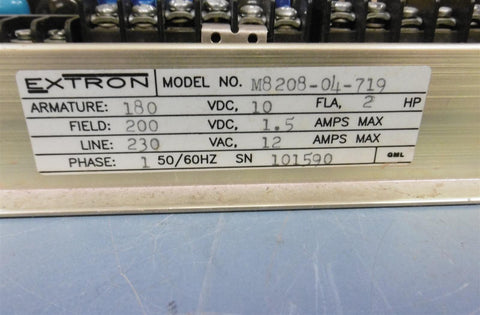 EXTRON MODEL NO. M8208-04-719
ARMATURE: 180 VDC, 10 FLA, 2 HP
FIELD: 200 VDC, 1.5 AMPS MAX
LINE: 230 VAC, 12 AMPS MAX
PHASE: 1 50/60HZ SN 101590 GML